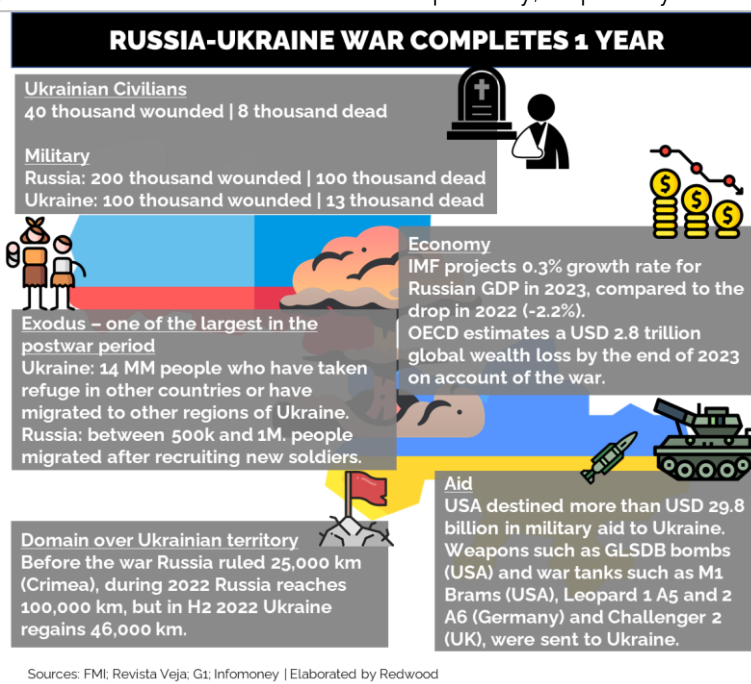 RUSSIA-UKRAINE WAR COMPLETES 1 YEAR
Ukrainian Civilians
40 thousand wounded | 8 thousand dead
Military
Russia: 200 thousand wounded | 100 thousand dead
Ukraine: 100 thousand wounded | 13 thousand dead
Economy
IMF projects 0.3% growth rate for
Russian GDP in 2023, compared to the
drop in 2022 (-2.2%).
OECD estimates a USD 2.8 trillion
global wealth loss by the end of 2023
on account of the war.
Exodus – one of the largest in the
postwar period
Ukraine: 14 MM people who have taken
refuge in other countries or have
migrated to other regions of Ukraine.
Russia: between 500k and 1M. people
migrated after recruiting new soldiers.
Aid
USA destined more than USD 29.8
billion in military aid to Ukraine.
Weapons such as GLSDB bombs
(USA) and war tanks such as M1
Brams (USA), Leopard 1 A5 and 2
A6 (Germany) and Challenger 2
(UK), were sent to Ukraine.
Domain over Ukrainian territory
Before the war Russia ruled 25,000 km
(Crimea), during 2022 Russia reaches
100,000 km, but in H2 2022 Ukraine
regains 46,000 km.
Sources: FMI; Revista Veja; G1; Infomoney | Elaborated by Redwood